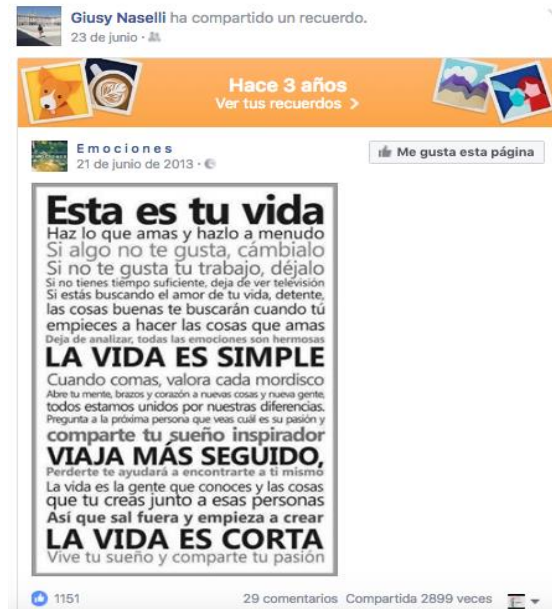 Giusy Naselli ha compartido un recuerdo.
23 de junio ·
Hace 3 años
Ver tus recuerdos >
Emociones
21 de junio de 2013 ·
Me gusta esta página
Esta es tu vida
Haz lo que amas y hazlo a menudo
Si algo no te gusta, cámbialo
Si no te gusta tu trabajo, déjalo
Si no tienes tiempo suficiente, deja de ver televisión
Si estás buscando el amor de tu vida, detente,
las cosas buenas te buscarán cuando tú
empieces a hacer las cosas que amas
Deja de analizar, todas las emociones son hermosas
LA VIDA ES SIMPLE
Cuando comas, valora cada mordisco
Abre tu mente, brazos y corazón a nuevas cosas y nueva gente,
todos estamos unidos por nuestras diferencias.
Pregunta a la próxima persona que veas cuál es su pasión y
comparte tu sueño inspirador
VIAJA MÁS SEGUIDO,
Perderte te ayudará a encontrarte a ti mismo
La vida es la gente que conoces y las cosas
que tu creas junto a esas personas
Así que sal fuera y empieza a crear
LA VIDA ES CORTA
Vive tu sueño y comparte tu pasión
1151
29 comentarios Compartida 2899 veces